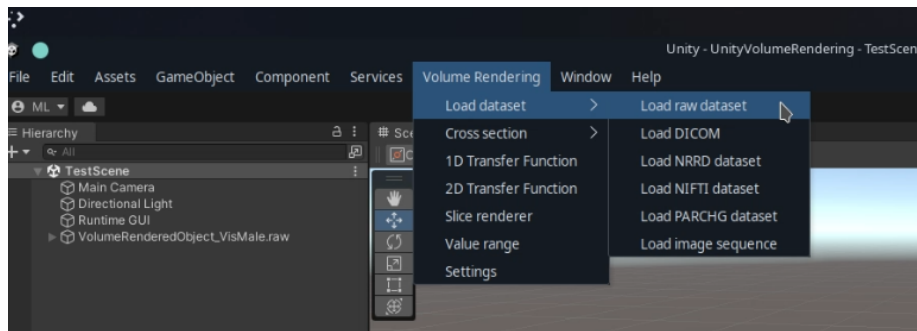 Unity - UnityVolumeRendering - TestScen
File Edit Assets GameObject Component Services Volume Rendering Window Help
ML
Hierarchy
All
TestScene
Main Camera
Directional Light
Runtime GUI
VolumeRenderedObject_VisMale.raw
# Sce
Load dataset >
Cross section >
1D Transfer Function
2D Transfer Function
Slice renderer
Value range
Settings
Load raw dataset
Load DICOM
Load NRRD dataset
Load NIFTI dataset
Load PARCHG dataset
Load image sequence